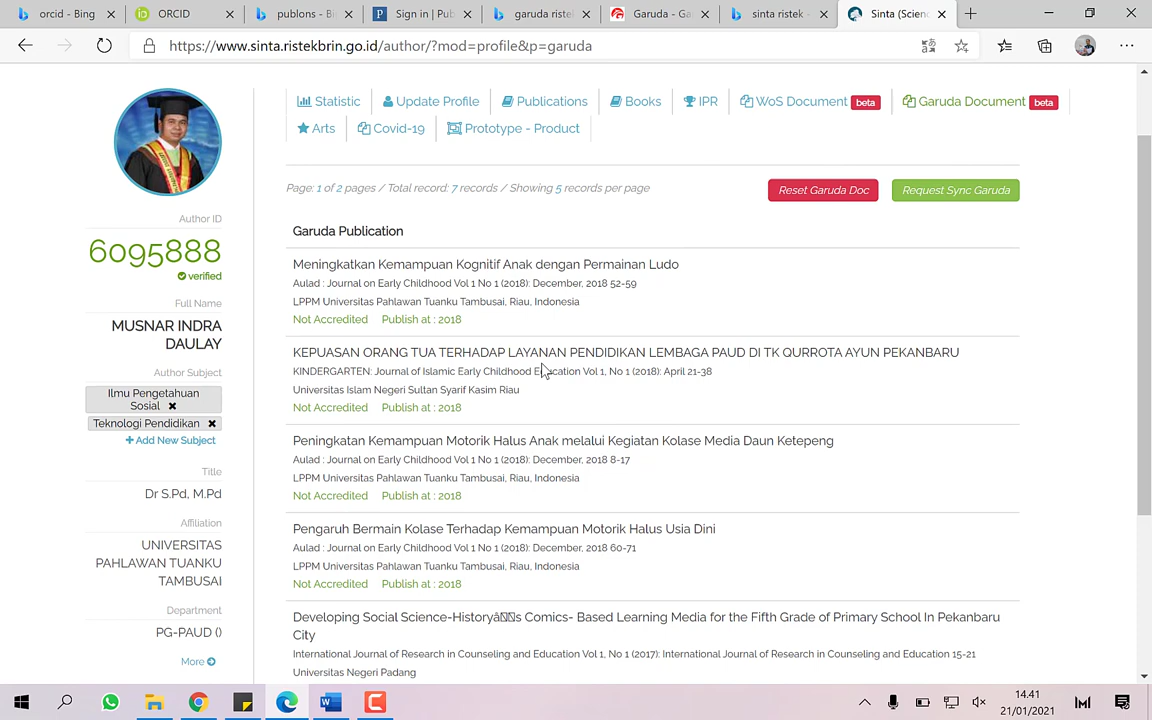 orcid - Bing
ORCID
publons - Bi
Sign in | Pub
garuda riste
Garuda - Ga
sinta ristek
Sinta (Scien
https://www.sinta.ristekbrin.go.id/author/?mod=profile&p=garuda
Statistic
Update Profile
Publications
Books
IPR
WoS Document beta
Garuda Document beta
Arts
Covid-19
Prototype - Product
Page: 1 of 2 pages / Total record: 7 records / Showing 5 records per page
Reset Garuda Doc
Request Sync Garuda
Author ID
6095888
verified
Full Name
MUSNAR INDRA
DAULAY
Author Subject
Ilmu Pengetahuan
Sosial
Teknologi Pendidikan
Add New Subject
Title
Dr S.Pd, M.Pd
Affiliation
UNIVERSITAS
PAHLAWAN TUANKU
TAMBUSAI
Department
PG-PAUD ()
More
Garuda Publication
Meningkatkan Kemampuan Kognitif Anak dengan Permainan Ludo
Aulad : Journal on Early Childhood Vol 1 No 1 (2018): December, 2018 52-59
LPPM Universitas Pahlawan Tuanku Tambusai, Riau, Indonesia
Not Accredited Publish at : 2018
KEPUASAN ORANG TUA TERHADAP LAYANAN PENDIDIKAN LEMBAGA PAUD DI TK QURROTA AYUN PEKANBARU
KINDERGARTEN: Journal of Islamic Early Childhood Education Vol 1, No 1 (2018): April 21-38
Universitas Islam Negeri Sultan Syarif Kasim Riau
Not Accredited Publish at : 2018
Peningkatan Kemampuan Motorik Halus Anak melalui Kegiatan Kolase Media Daun Ketepeng
Aulad : Journal on Early Childhood Vol 1 No 1 (2018): December, 2018 8-17
LPPM Universitas Pahlawan Tuanku Tambusai, Riau, Indonesia
Not Accredited Publish at : 2018
Pengaruh Bermain Kolase Terhadap Kemampuan Motorik Halus Usia Dini
Aulad : Journal on Early Childhood Vol 1 No 1 (2018): December, 2018 60-71
LPPM Universitas Pahlawan Tuanku Tambusai, Riau, Indonesia
Not Accredited Publish at : 2018
Developing Social Science-Historyâs Comics- Based Learning Media for the Fifth Grade of Primary School In Pekanbaru
City
International Journal of Research in Counseling and Education Vol 1, No 1 (2017): International Journal of Research in Counseling and Education 15-21
Universitas Negeri Padang
14.41
21/01/2021